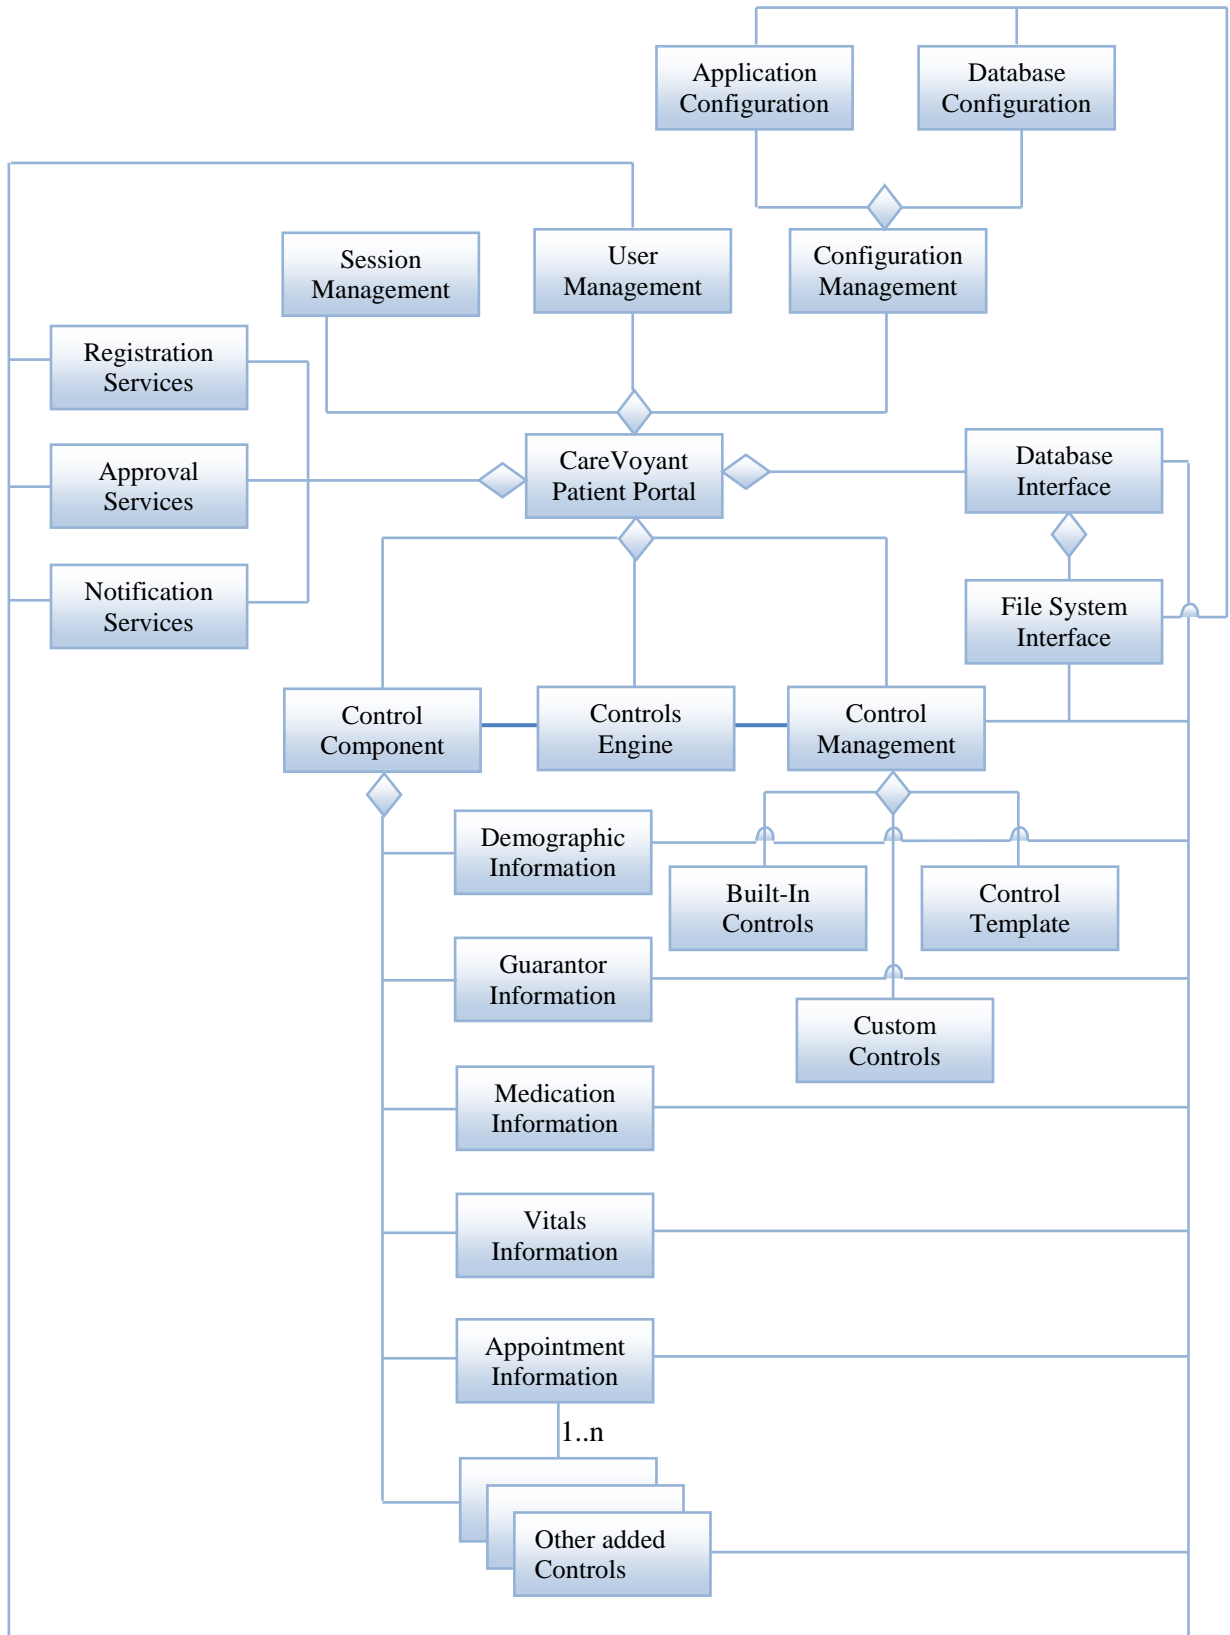 Application
Configuration
Database
Configuration
Session
Management
User
Management
Configuration
Management
Registration
Services
Approval
Services
CareVoyant
Patient Portal
Database
Interface
Notification
Services
File System
Interface
Control
Component
Controls
Engine
Control
Management
Demographic
Information
Built-In
Controls
Control
Template
Guarantor
Information
Custom
Controls
Medication
Information
Vitals
Information
Appointment
Information
1..n
Other added
Controls